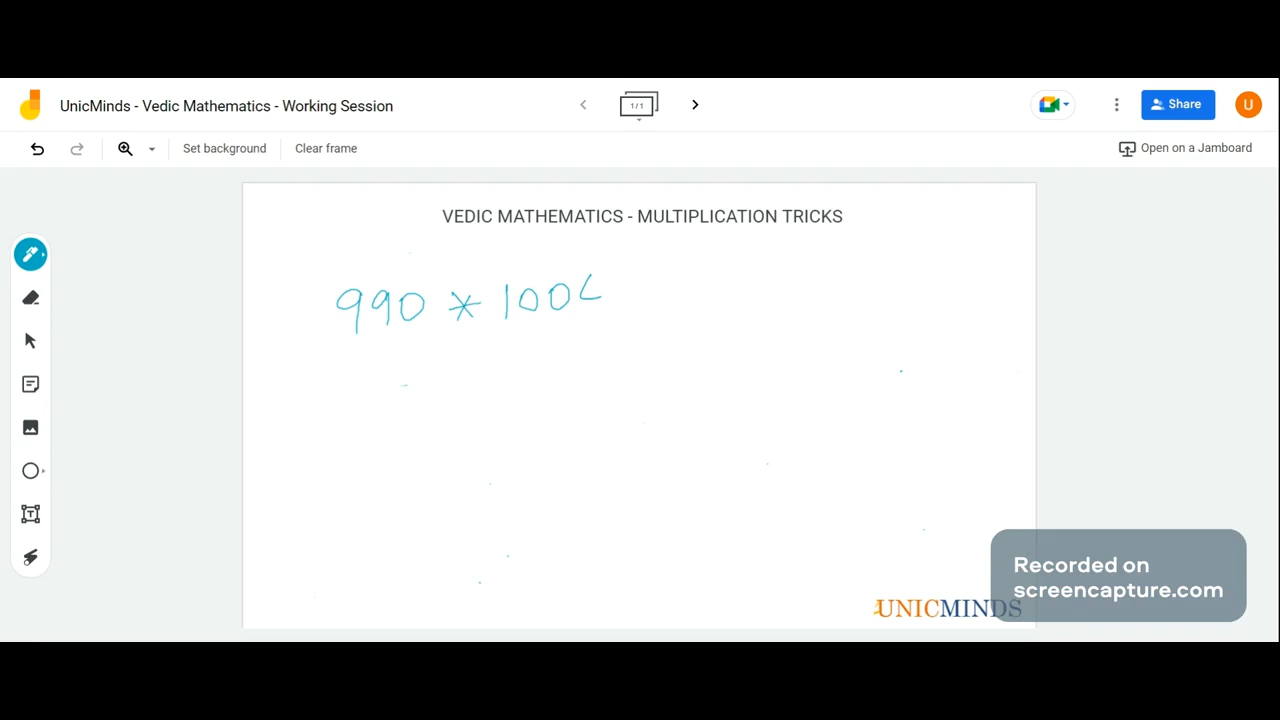 UnicMinds - Vedic Mathematics - Working Session
1/1
Share
U
Set background
Clear frame
Open on a Jamboard
VEDIC MATHEMATICS - MULTIPLICATION TRICKS
990 * 100
Recorded on
screencapture.com
UNICMINDS